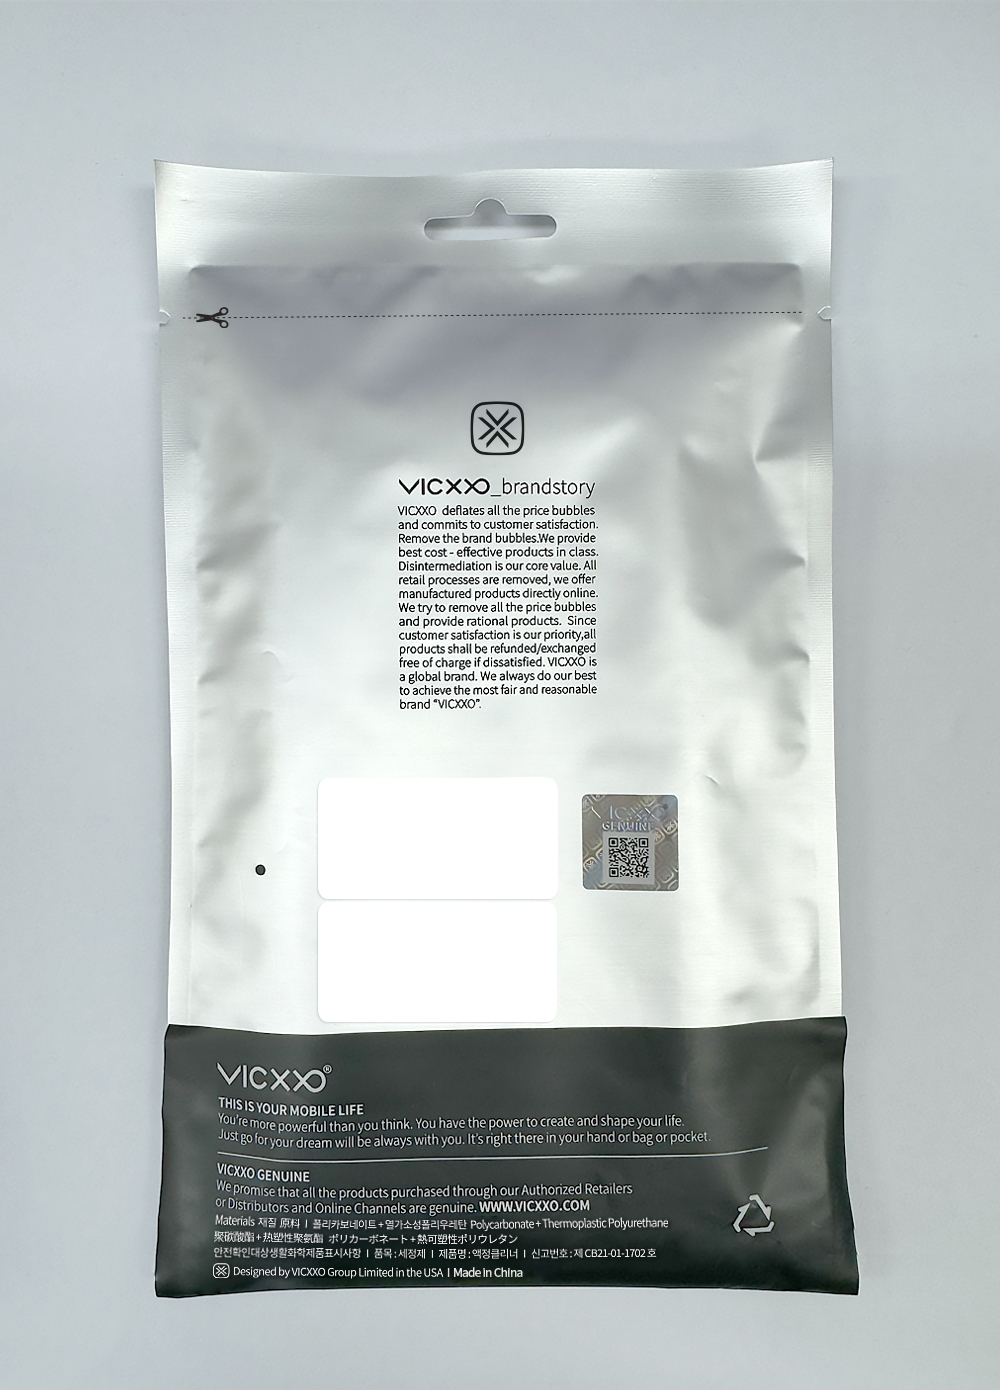 VICXXO_brandstory
VICXXO deflates all the price bubbles
and commits to customer satisfaction.
Remove the brand bubbles.We provide
best cost - effective products in class.
Disintermediation is our core value. All
retail processes are removed, we offer
manufactured products directly online.
We try to remove all the price bubbles
and provide rational products. Since
customer satisfaction is our priority,all
products shall be refunded/exchanged
free of charge if dissatisfied. VICXXO is
a global brand. We always do our best
to achieve the most fair and reasonable
brand “VICXXO”.
VICXXO
GENUINE
VICXXO®
THIS IS YOUR MOBILE LIFE
You’re more powerful than you think. You have the power to create and shape your life.
Just go for your dream will be always with you. It’s right there in your hand or bag or pocket.
VICXXO GENUINE
We promise that all the products purchased through our Authorized Retailers
or Distributors and Online Channels are genuine. WWW.VICXXO.COM
Materials 재질 原料 | 폴리카보네이트+열가소성폴리우레탄 Polycarbonate+Thermoplastic Polyurethane
聚碳酸酯+热塑性聚氨酯 ポリカーボネート+熱可塑性ポリウレタン
안전확인대상생활화학제품표시사항 | 품목:세정제 | 제품명:액정클리너 | 신고번호:제 CB21-01-1702 호
Designed by VICXXO Group Limited in the USA | Made in China